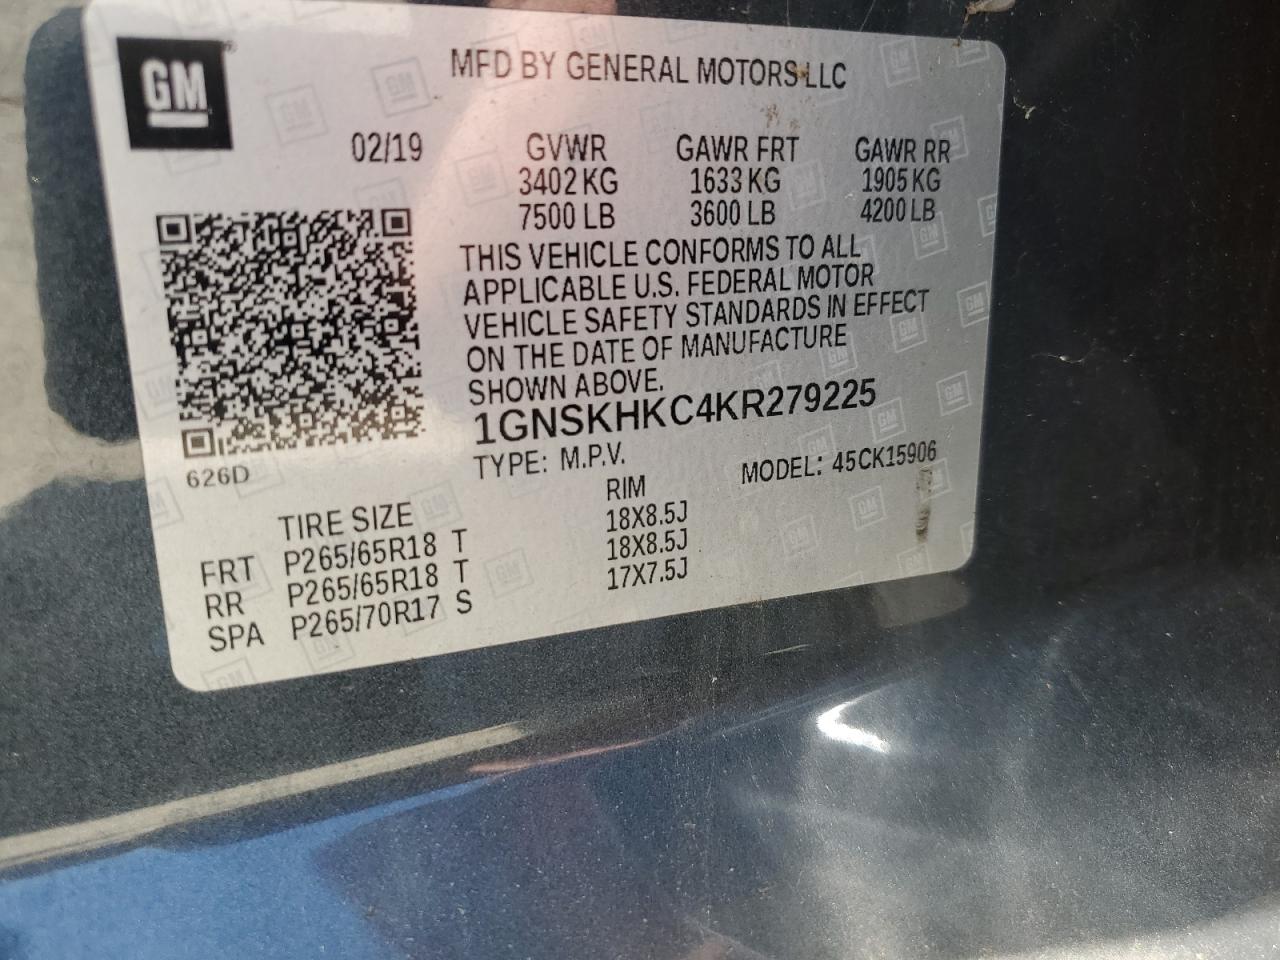 GM
MFD BY GENERAL MOTORS LLC
02/19 GVWR GAWR FRT GAWR RR
3402 KG 1633 KG 1905 KG
7500 LB 3600 LB 4200 LB
THIS VEHICLE CONFORMS TO ALL
APPLICABLE U.S. FEDERAL MOTOR
VEHICLE SAFETY STANDARDS IN EFFECT
ON THE DATE OF MANUFACTURE
SHOWN ABOVE.
1GNSKHKC4KR279225
626D
TYPE: M.P.V. MODEL: 45CK15906
TIRE SIZE RIM
FRT P265/65R18 T 18X8.5J
RR P265/65R18 T 18X8.5J
SPA P265/70R17 S 17X7.5J